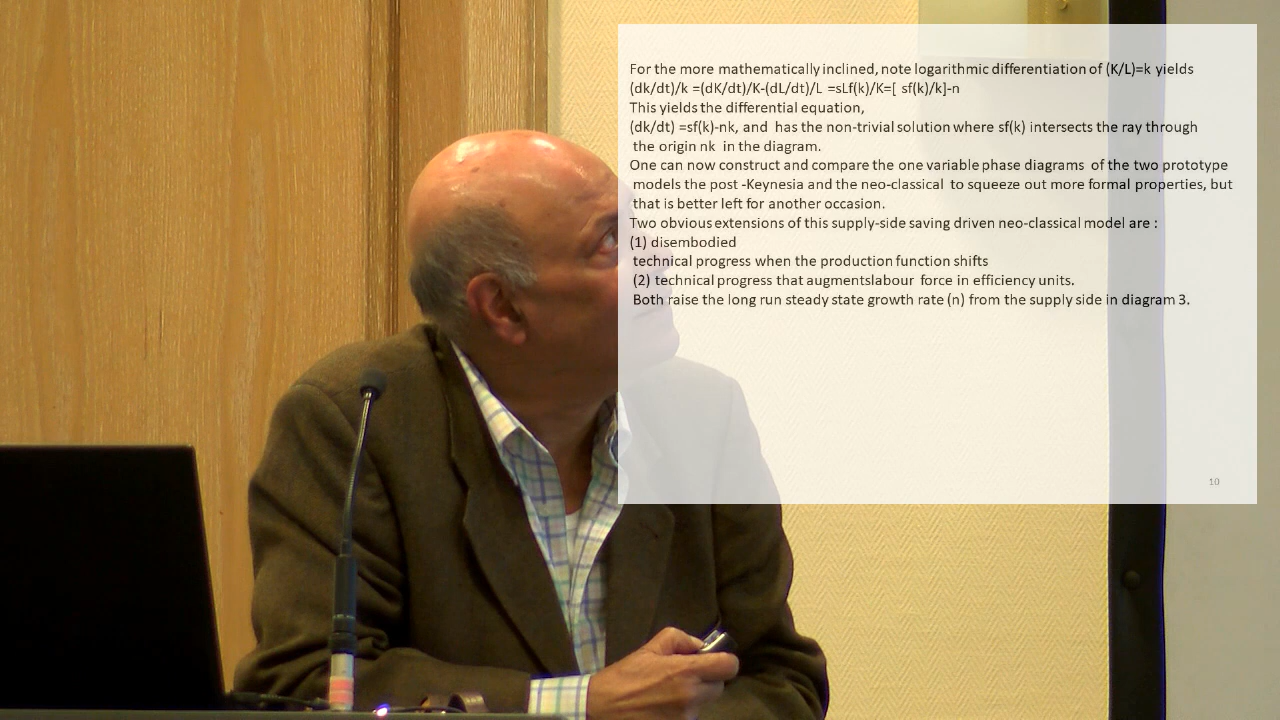 For the more mathematically inclined, note logarithmic differentiation of (K/L)=k yields
(dk/dt)/k =(dK/dt)/K-(dL/dt)/L =sLf(k)/K=[ sf(k)/k]-n
This yields the differential equation,
(dk/dt) =sf(k)-nk, and has the non-trivial solution where sf(k) intersects the ray through
the origin nk in the diagram.
One can now construct and compare the one variable phase diagrams of the two prototype
models the post -Keynesia and the neo-classical to squeeze out more formal properties, but
that is better left for another occasion.
Two obvious extensions of this supply-side saving driven neo-classical model are :
(1) disembodied
technical progress when the production function shifts
(2) technical progress that augmentslabour force in efficiency units.
Both raise the long run steady state growth rate (n) from the supply side in diagram 3.
10